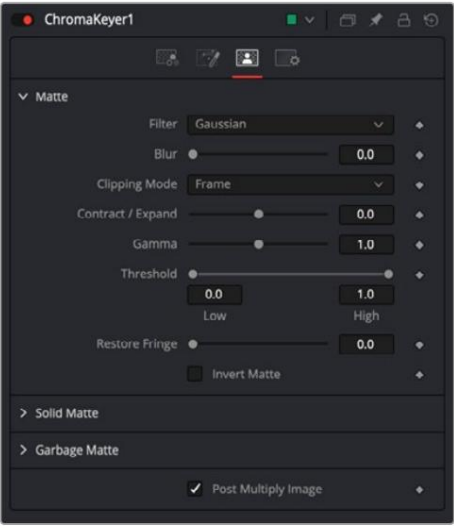 ChromaKeyer1
Matte
Filter Gaussian
Blur 0.0
Clipping Mode Frame
Contract / Expand 0.0
Gamma 1.0
Threshold
0.0 1.0
Low High
Restore Fringe 0.0
Invert Matte
Solid Matte
Garbage Matte
Post Multiply Image